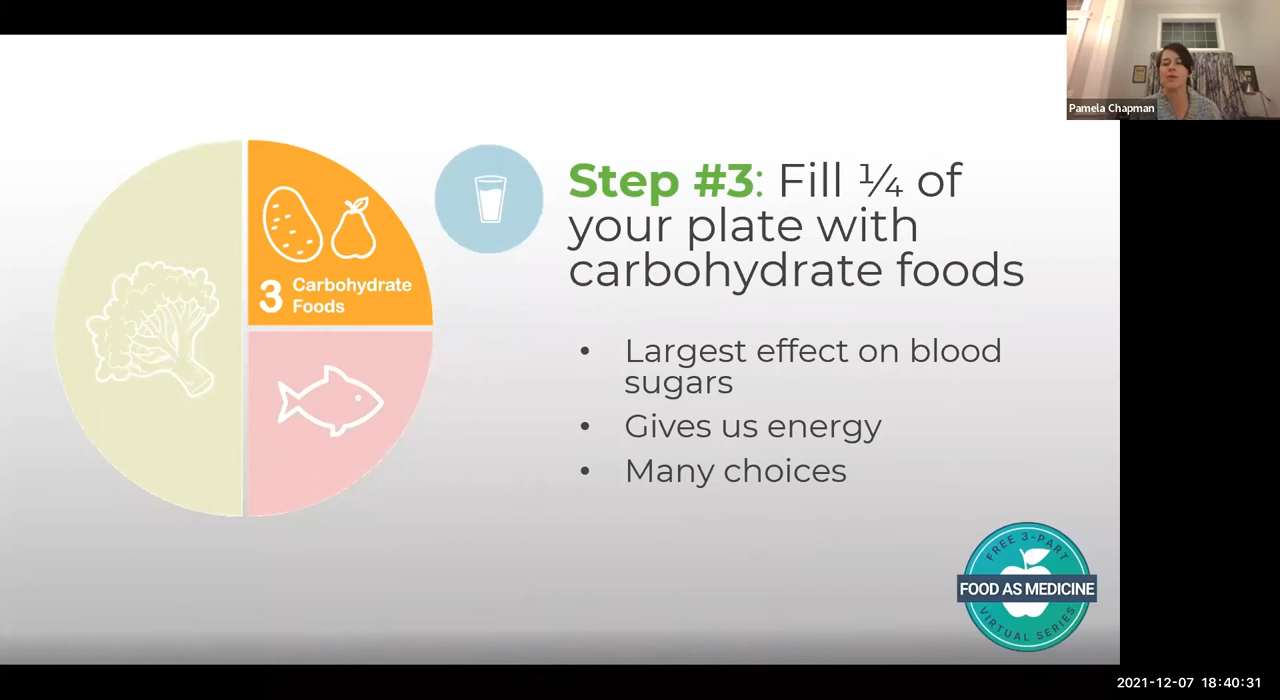 Pamela Chapman
Step #3: Fill ¼ of
your plate with
carbohydrate foods
3 Carbohydrate
Foods
• Largest effect on blood
sugars
• Gives us energy
• Many choices
FREE 3-PART
FOOD AS MEDICINE
VIRTUAL SERIES
2021-12-07 18:40:31